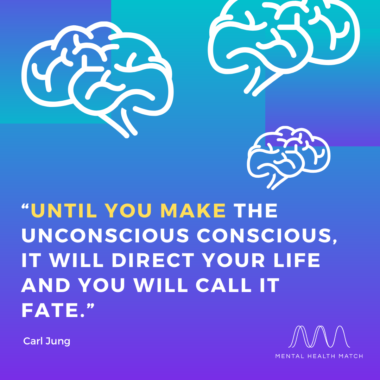 “UNTIL YOU MAKE THE
UNCONSCIOUS CONSCIOUS,
IT WILL DIRECT YOUR LIFE
AND YOU WILL CALL IT
FATE.”
Carl Jung
MENTAL HEALTH MATCH